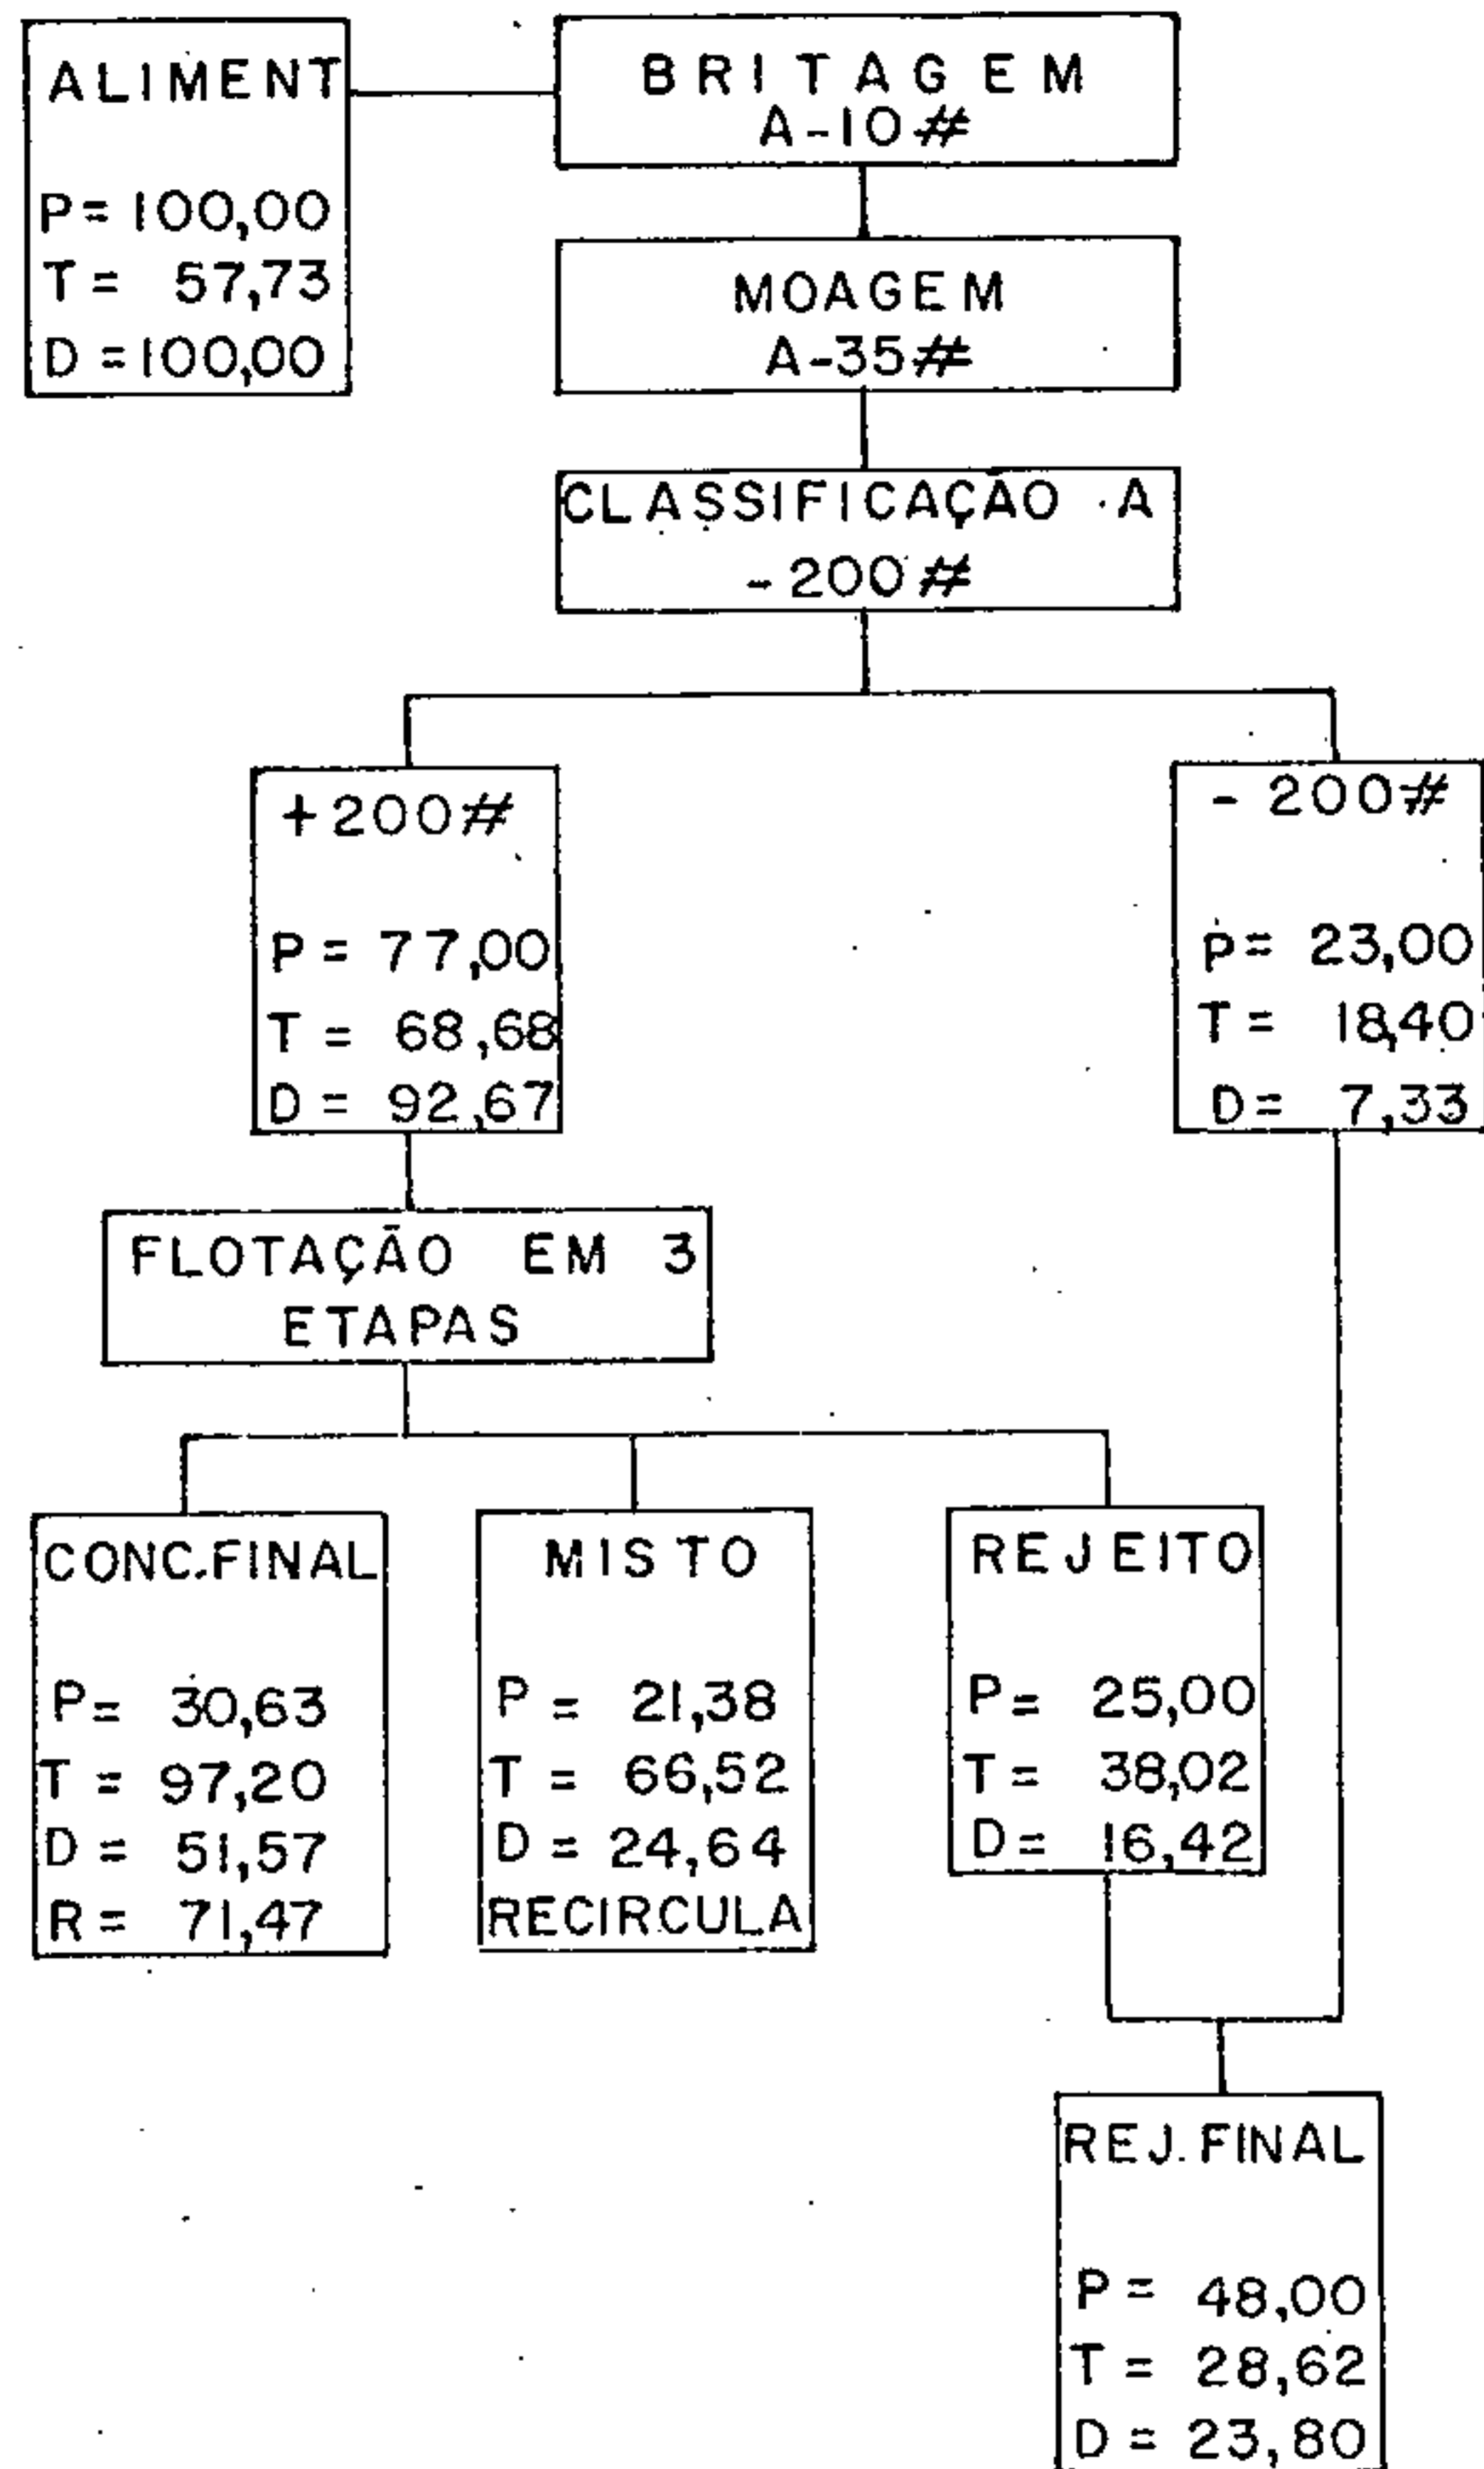 ALIMENT
P=100,00
T= 57,73
D=100,00
BRITAGEM
A-10#
MOAGEM
A-35#
CLASSIFICAÇÃO A
-200#
+200#
P= 77,00
T= 68,68
D= 92,67
- 200#
P= 23,00
T= 18,40
D= 7,33
FLOTAÇÃO EM 3
ETAPAS
CONC.FINAL
P= 30,63
T= 97,20
D= 51,57
R= 71,47
MISTO
P= 21,38
T= 66,52
D= 24,64
RECIRCULA
REJEITO
P= 25,00
T= 38,02
D= 16,42
REJ.FINAL
P= 48,00
T= 28,62
D= 23,80